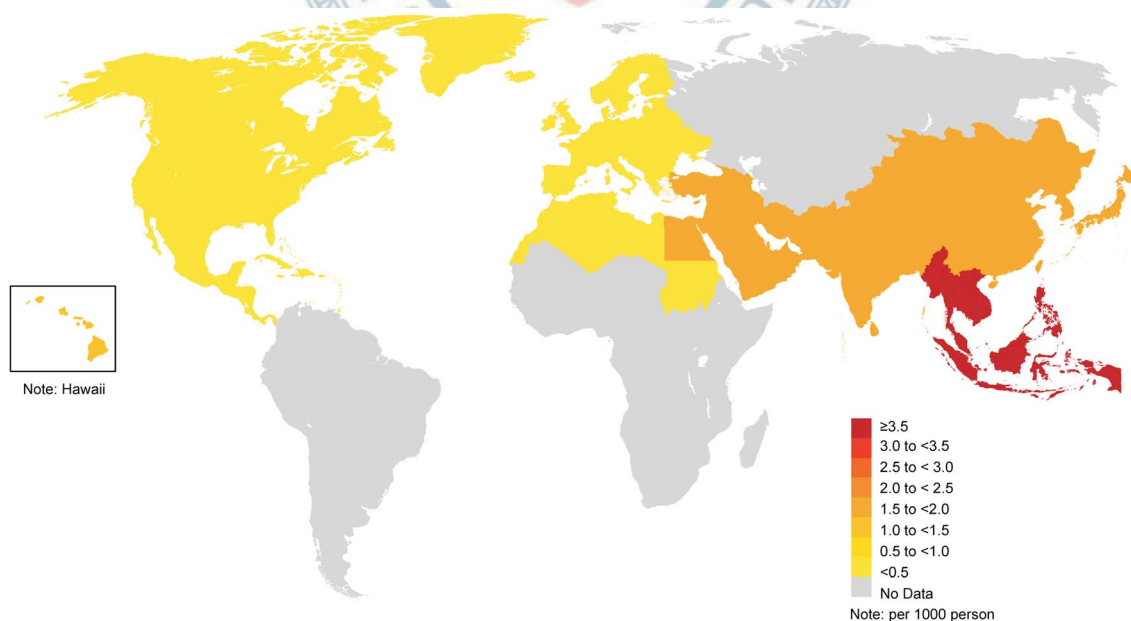 Note: Hawaii
≥3.5
3.0 to <3.5
2.5 to < 3.0
2.0 to < 2.5
1.5 to <2.0
1.0 to <1.5
0.5 to <1.0
<0.5
No Data
Note: per 1000 person